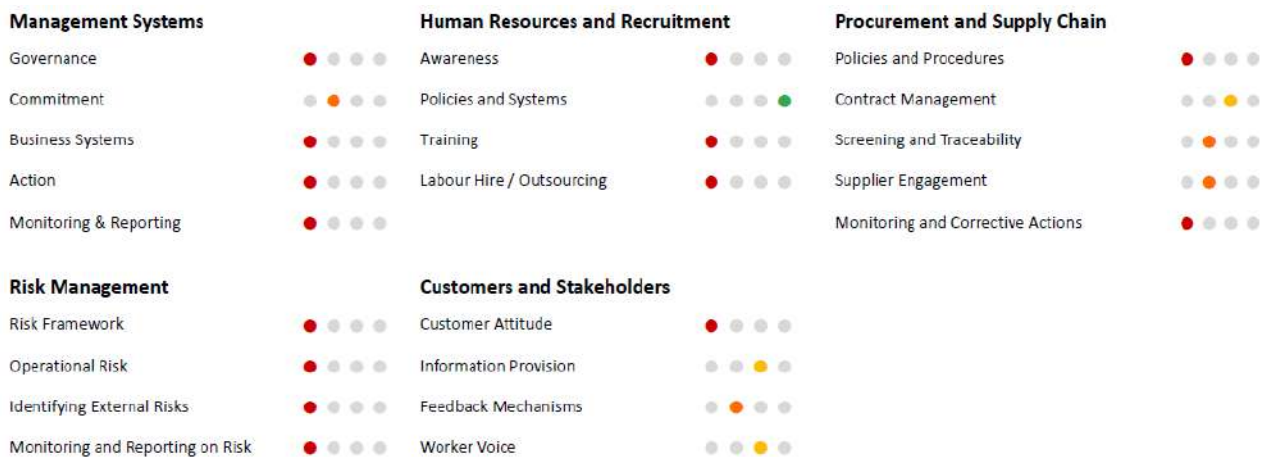 Management Systems
Governance
Commitment
Business Systems
Action
Monitoring & Reporting
Human Resources and Recruitment
Awareness
Policies and Systems
Training
Labour Hire / Outsourcing
Procurement and Supply Chain
Policies and Procedures
Contract Management
Screening and Traceability
Supplier Engagement
Monitoring and Corrective Actions
Risk Management
Risk Framework
Operational Risk
Identifying External Risks
Monitoring and Reporting on Risk
Customers and Stakeholders
Customer Attitude
Information Provision
Feedback Mechanisms
Worker Voice